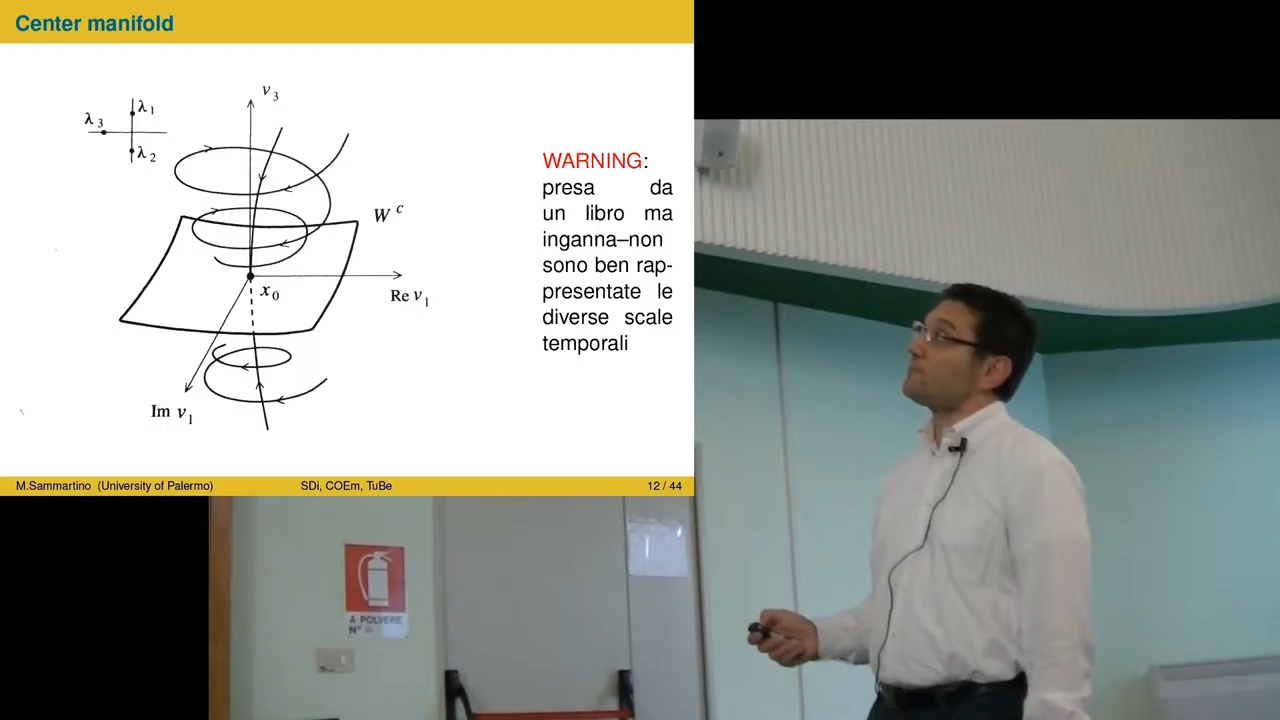 Center manifold
v3
λ1
λ3
λ2
W c
x0
Re v1
Im v1
WARNING:
presa da
un libro ma
inganna–non
sono ben rap-
presentate le
diverse scale
temporali
M.Sammartino (University of Palermo) SDi, COEm, TuBe 12 / 44
A POLVERE
N°